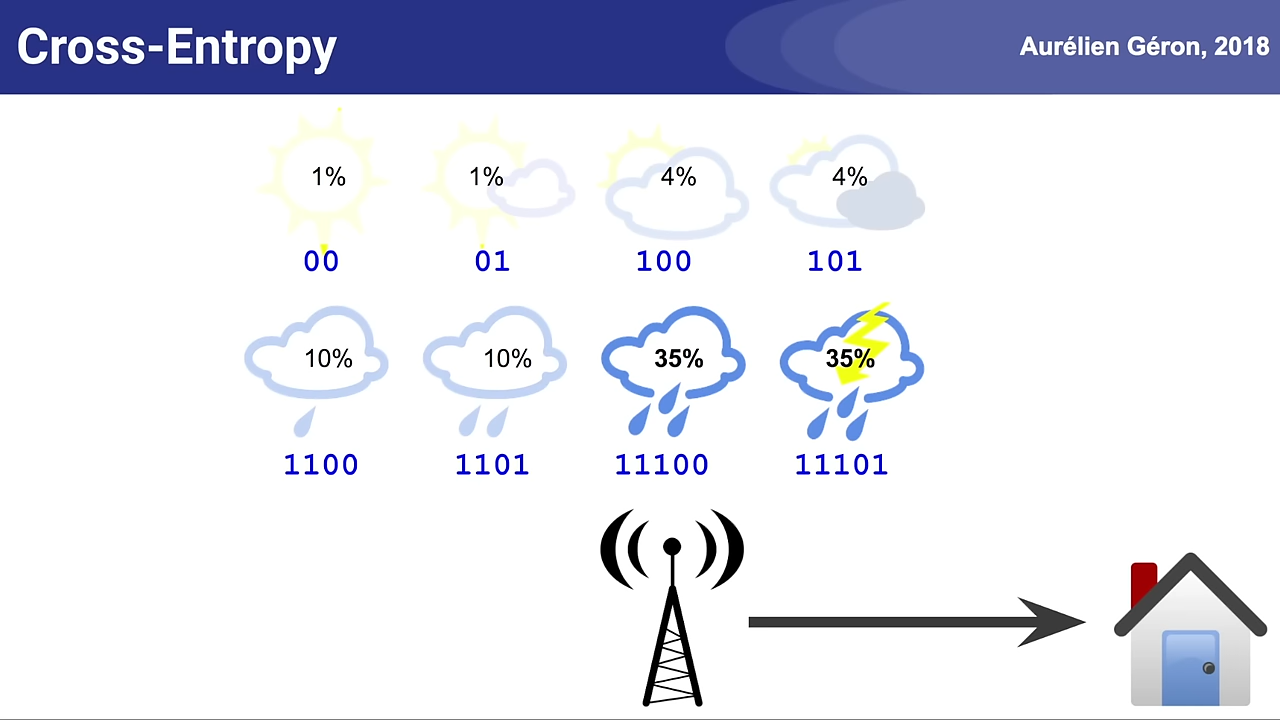 Cross-Entropy
Aurélien Géron, 2018
1% 1% 4% 4%
00 01 100 101
10% 10% 35% 35%
1100 1101 11100 11101